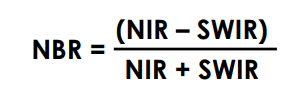 NBR = (NIR – SWIR)
NIR + SWIR